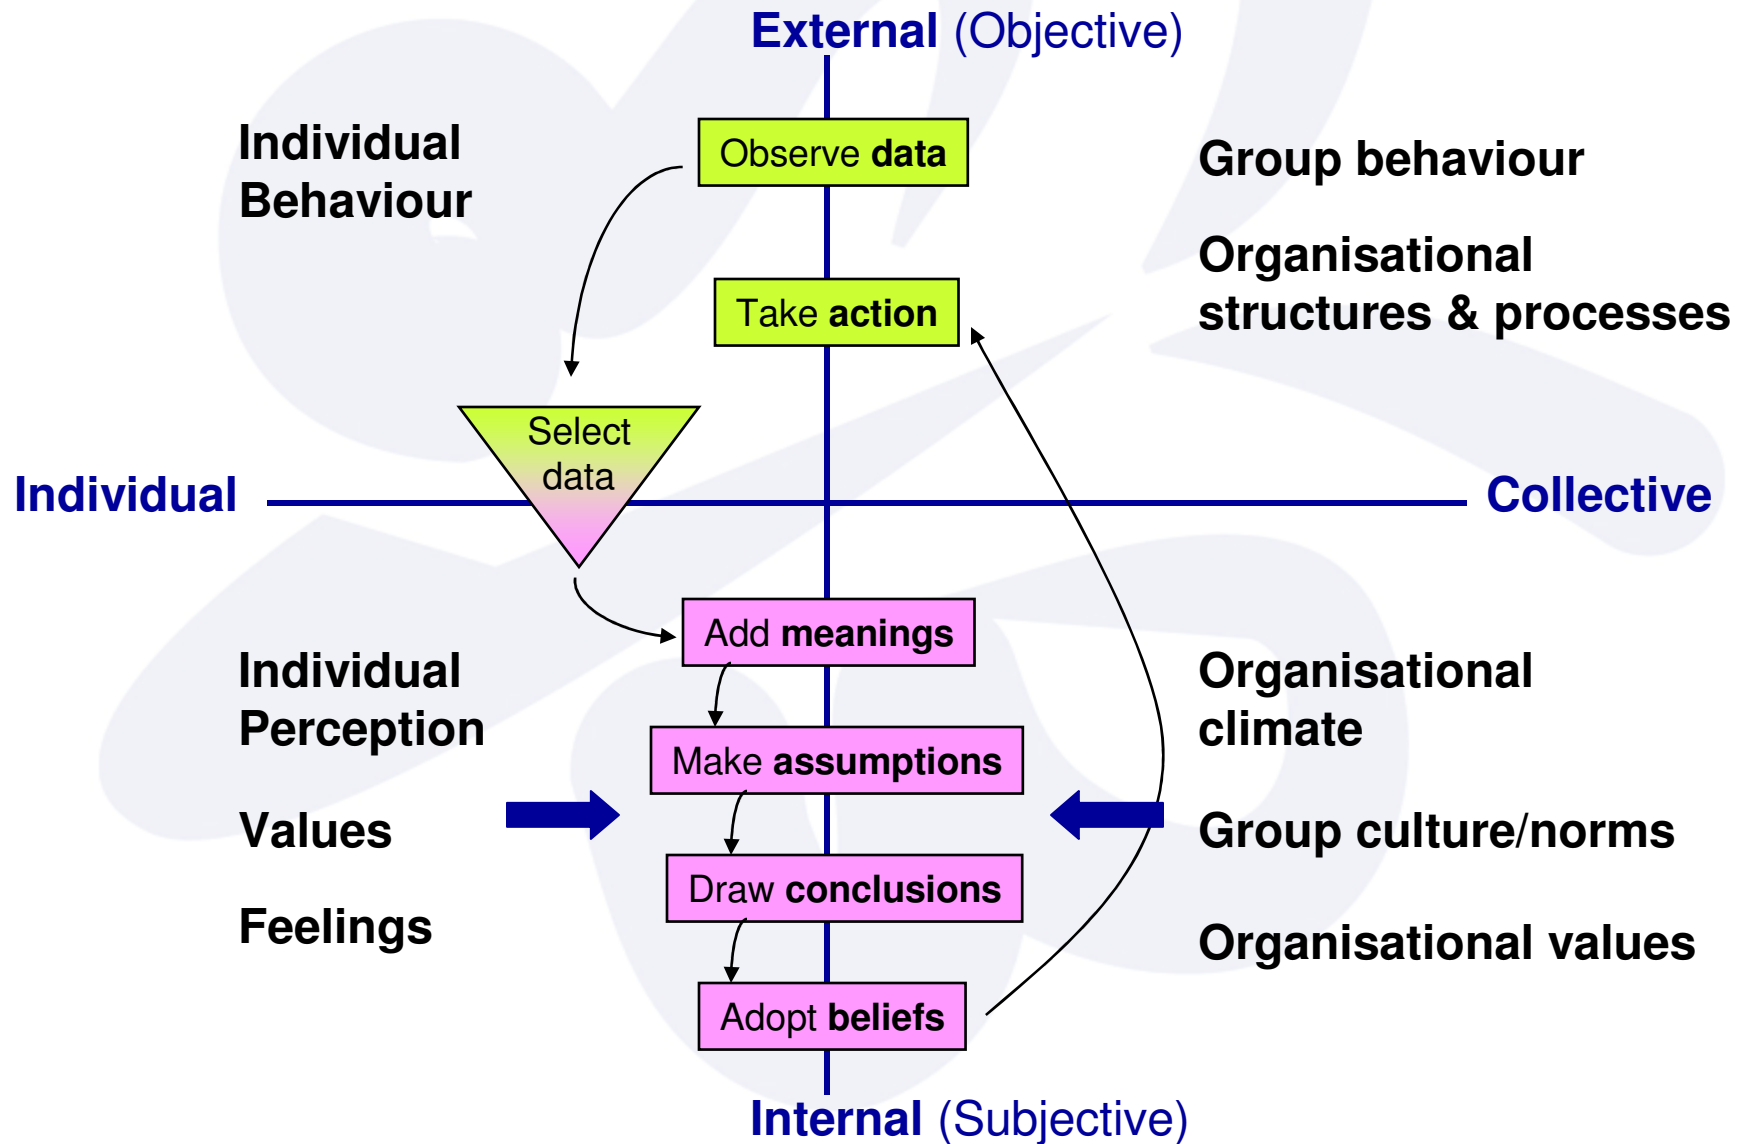 External (Objective)
Individual
Behaviour
Observe data
Group behaviour
Organisational
structures & processes
Take action
Select
data
Individual
Collective
Add meanings
Individual
Perception
Organisational
climate
Make assumptions
Values
Group culture/norms
Draw conclusions
Feelings
Organisational values
Adopt beliefs
Internal (Subjective)